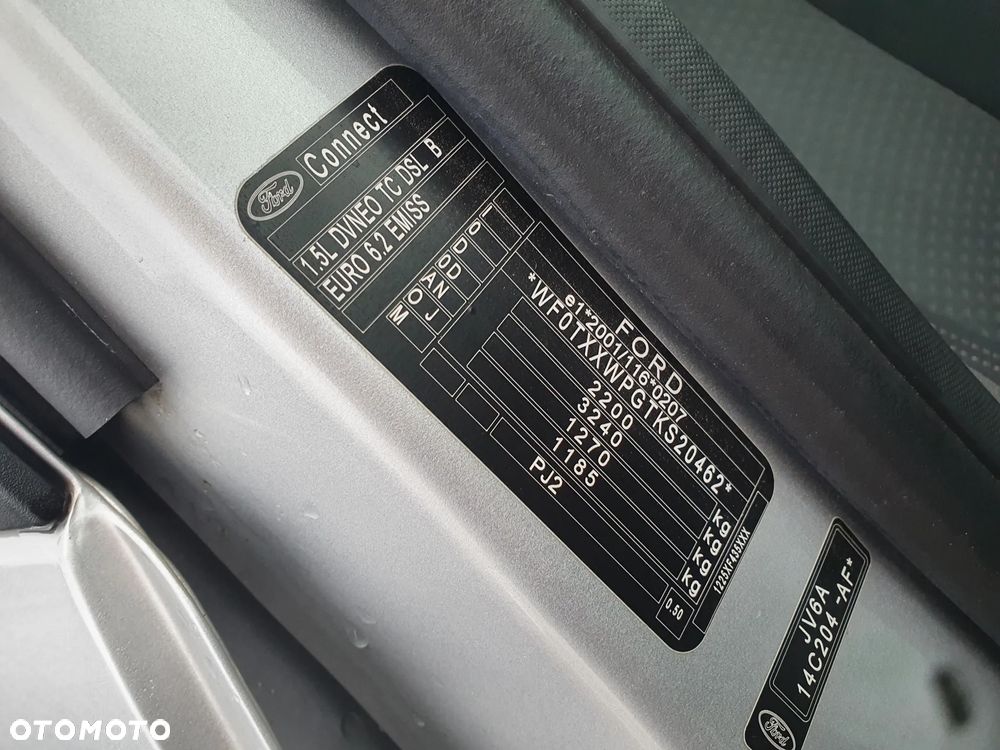 Ford Connect
1.5L DVNEO TC DSL B
EURO 6.2 EMISS
FORD
e1*2001/116*0207
*WF0TXXWPGTKS20462*
2200 kg
3240 kg
1270 kg
1185 kg
PJ2
0.50
1225XF435XXX
Ford
JV6A
14C204 -AF*
OTOMOTO